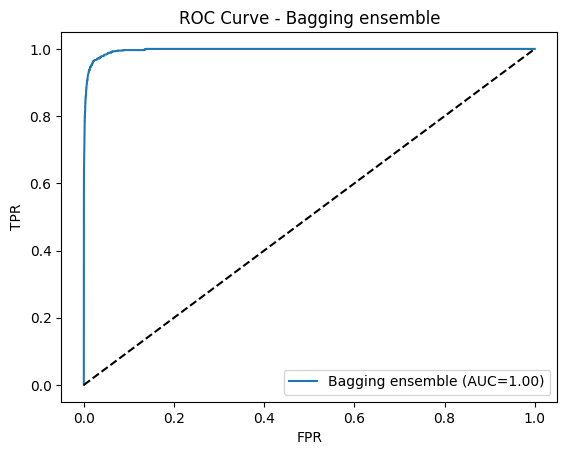 ROC Curve - Bagging ensemble
1.0
0.8
0.6
0.4
0.2
0.0
TPR
Bagging ensemble (AUC=1.00)
0.0 0.2 0.4 0.6 0.8 1.0
FPR